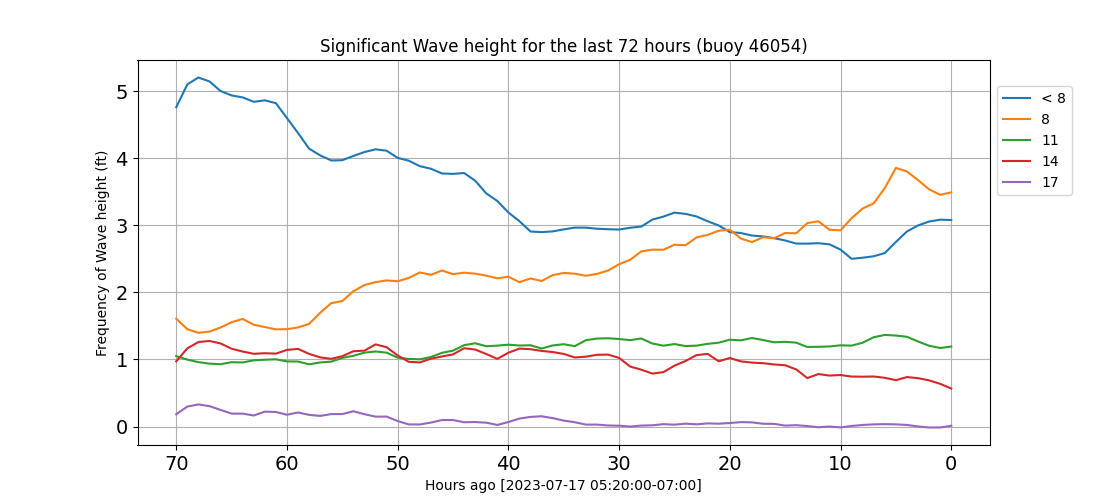 Significant Wave height for the last 72 hours (buoy 46054)
Frequency of Wave height (ft)
5
4
3
2
1
0
70 60 50 40 30 20 10 0
Hours ago [2023-07-17 05:20:00-07:00]
< 8
8
11
14
17